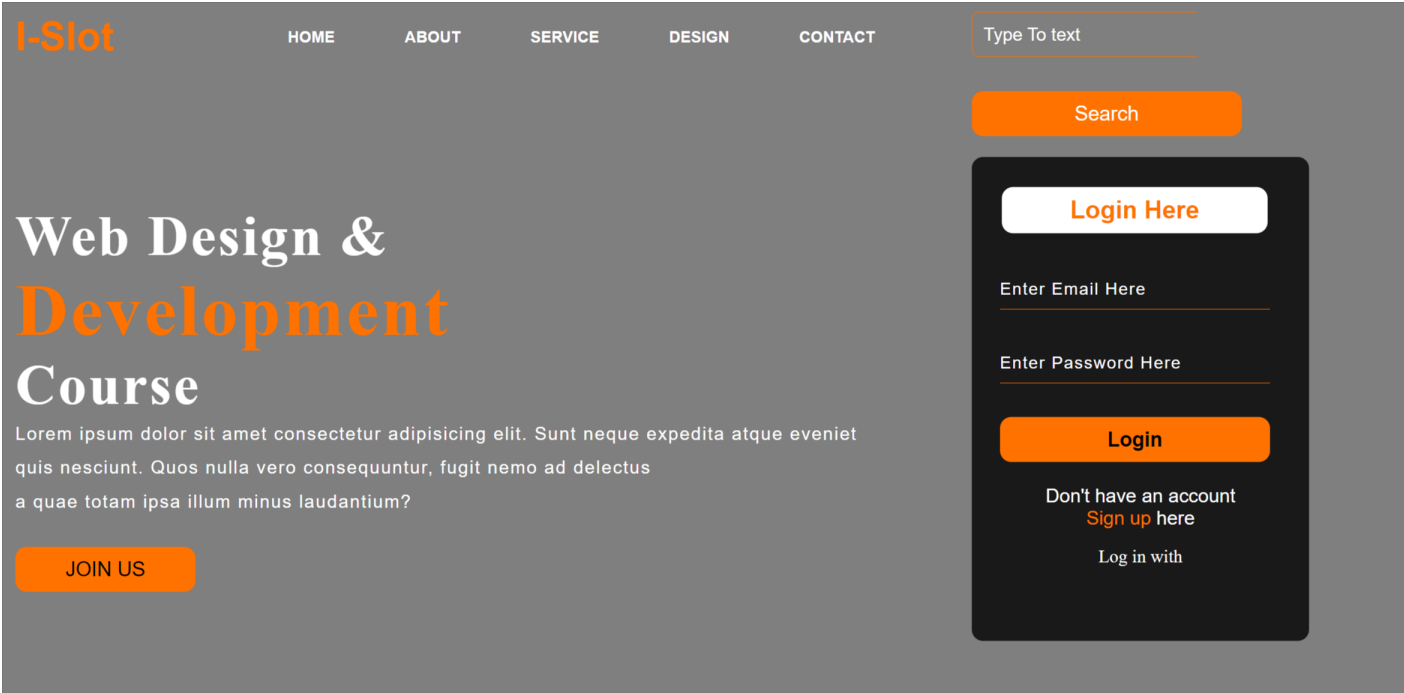 I-Slot
HOME
ABOUT
SERVICE
DESIGN
CONTACT
Type To text
Search
Web Design &
Development
Course
Lorem ipsum dolor sit amet consectetur adipisicing elit. Sunt neque expedita atque eveniet
quis nesciunt. Quos nulla vero consequuntur, fugit nemo ad delectus
a quae totam ipsa illum minus laudantium?
JOIN US
Login Here
Enter Email Here
Enter Password Here
Login
Don't have an account
Sign up here
Log in with